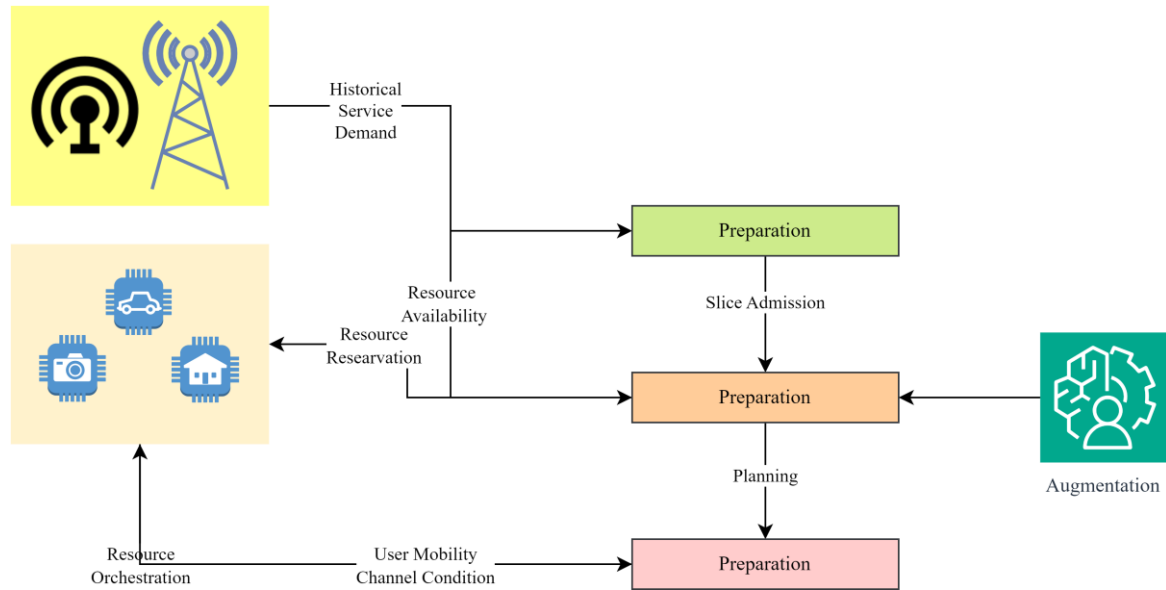 Historical
Service
Demand
Preparation
Slice Admission
Resource
Availability
Resource
Researvation
Preparation
Augmentation
Planning
Resource
Orchestration
User Mobility
Channel Condition
Preparation